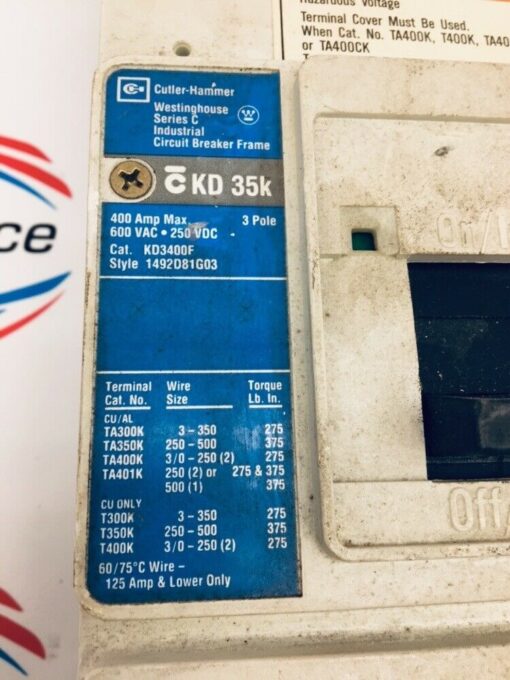 Hazardous Voltage
Terminal Cover Must Be Used.
When Cat. No. TA400K, T400K, TA40
or TA400CK
Cutler-Hammer
Westinghouse
Series C
Industrial
Circuit Breaker Frame
C KD 35k
400 Amp Max. 3 Pole
600 VAC • 250 VDC
Cat. KD3400F
Style 1492D81G03
Terminal Wire Torque
Cat. No. Size Lb. In.
CU/AL
TA300K 3-350 275
TA350K 250-500 375
TA400K 3/0-250 (2) 275
TA401K 250 (2) or 275 & 375
500 (1) 375
CU ONLY
T300K 3-350 275
T350K 250-500 375
T400K 3/0-250 (2) 275
60/75°C Wire –
125 Amp & Lower Only
On/
Off/
ce